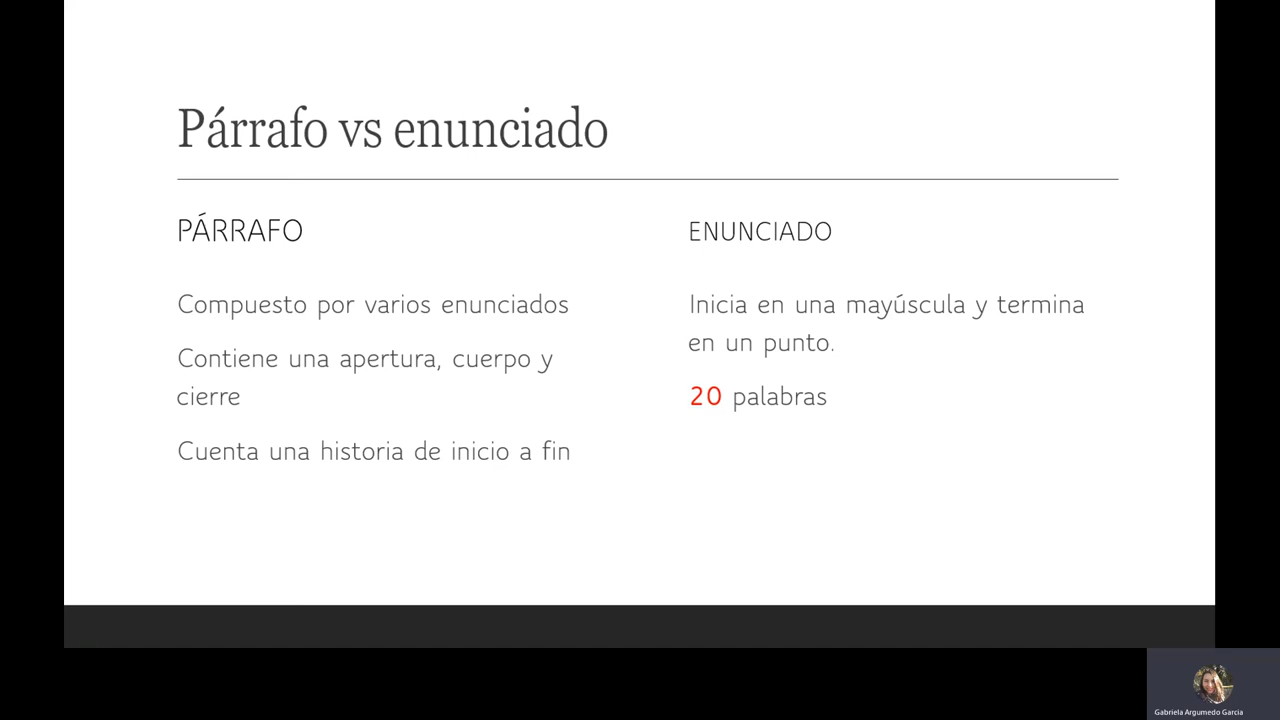 Párrafo vs enunciado
PÁRRAFO
Compuesto por varios enunciados
Contiene una apertura, cuerpo y
cierre
Cuenta una historia de inicio a fin
ENUNCIADO
Inicia en una mayúscula y termina
en un punto.
20 palabras
Gabriela Argumedo Garcia